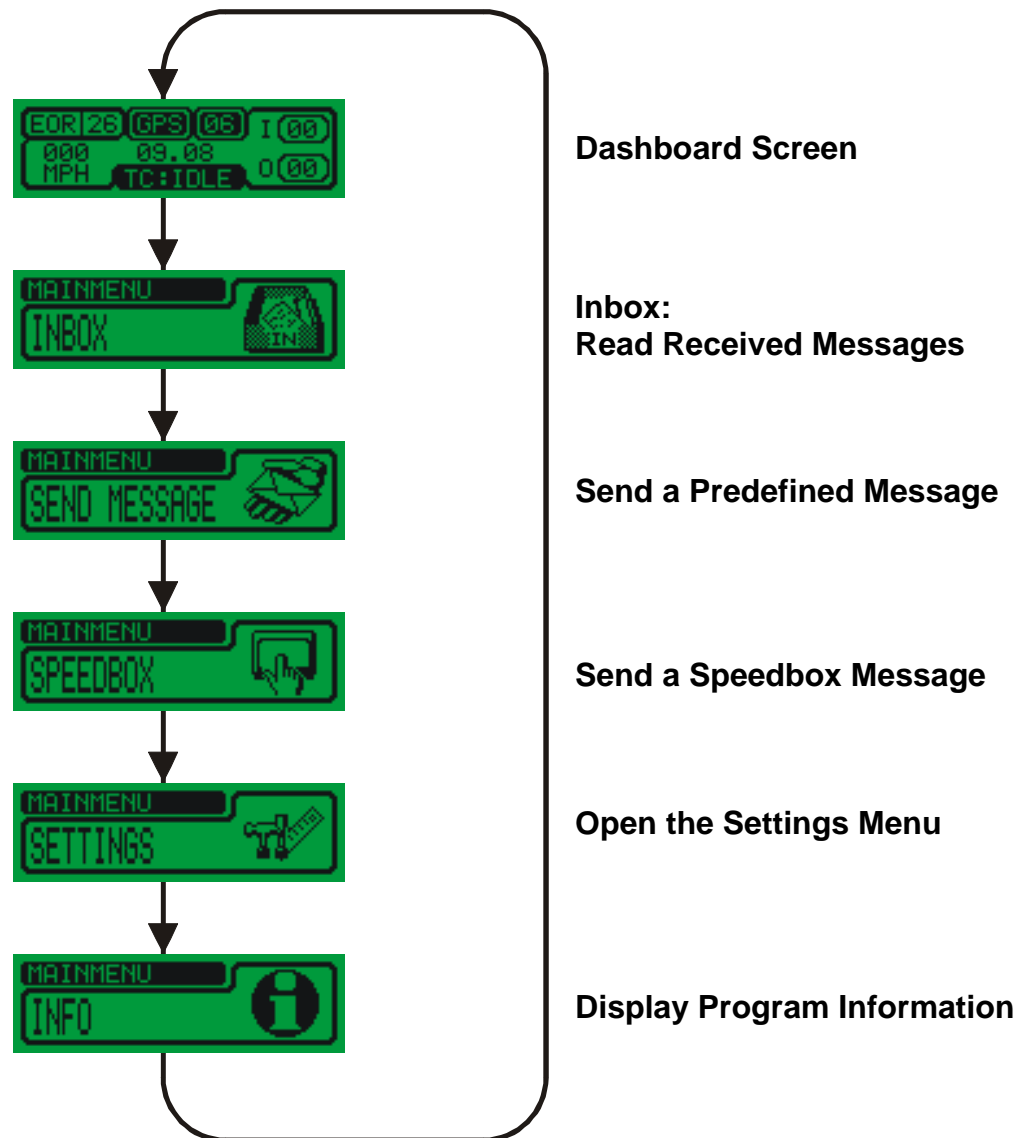 EOR 26 GPS 06 I 00
000 09.08
MPH TC:IDLE O 00
Dashboard Screen
MAINMENU
INBOX
IN
Inbox:
Read Received Messages
MAINMENU
SEND MESSAGE
Send a Predefined Message
MAINMENU
SPEEDBOX
Send a Speedbox Message
MAINMENU
SETTINGS
Open the Settings Menu
MAINMENU
INFO
i
Display Program Information